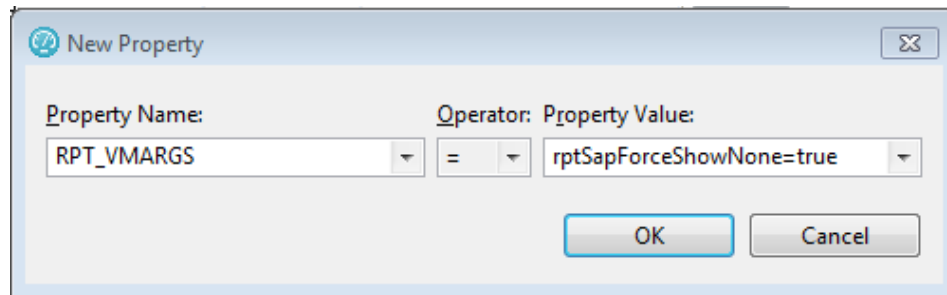 New Property
Property Name: Operator: Property Value:
RPT_VMARGS = rptSapForceShowNone=true
OK Cancel